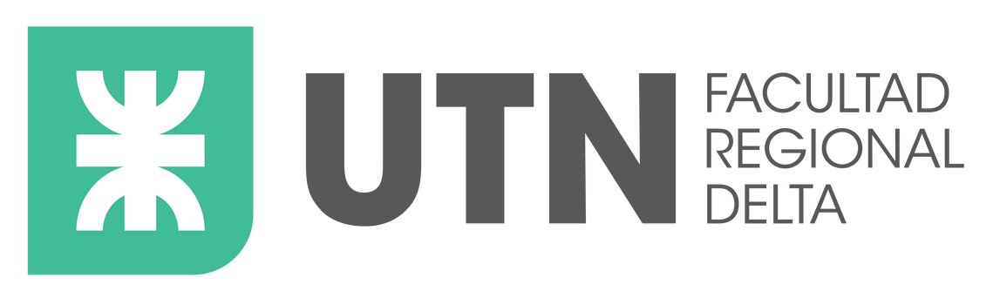 UTN
FACULTAD
REGIONAL
DELTA